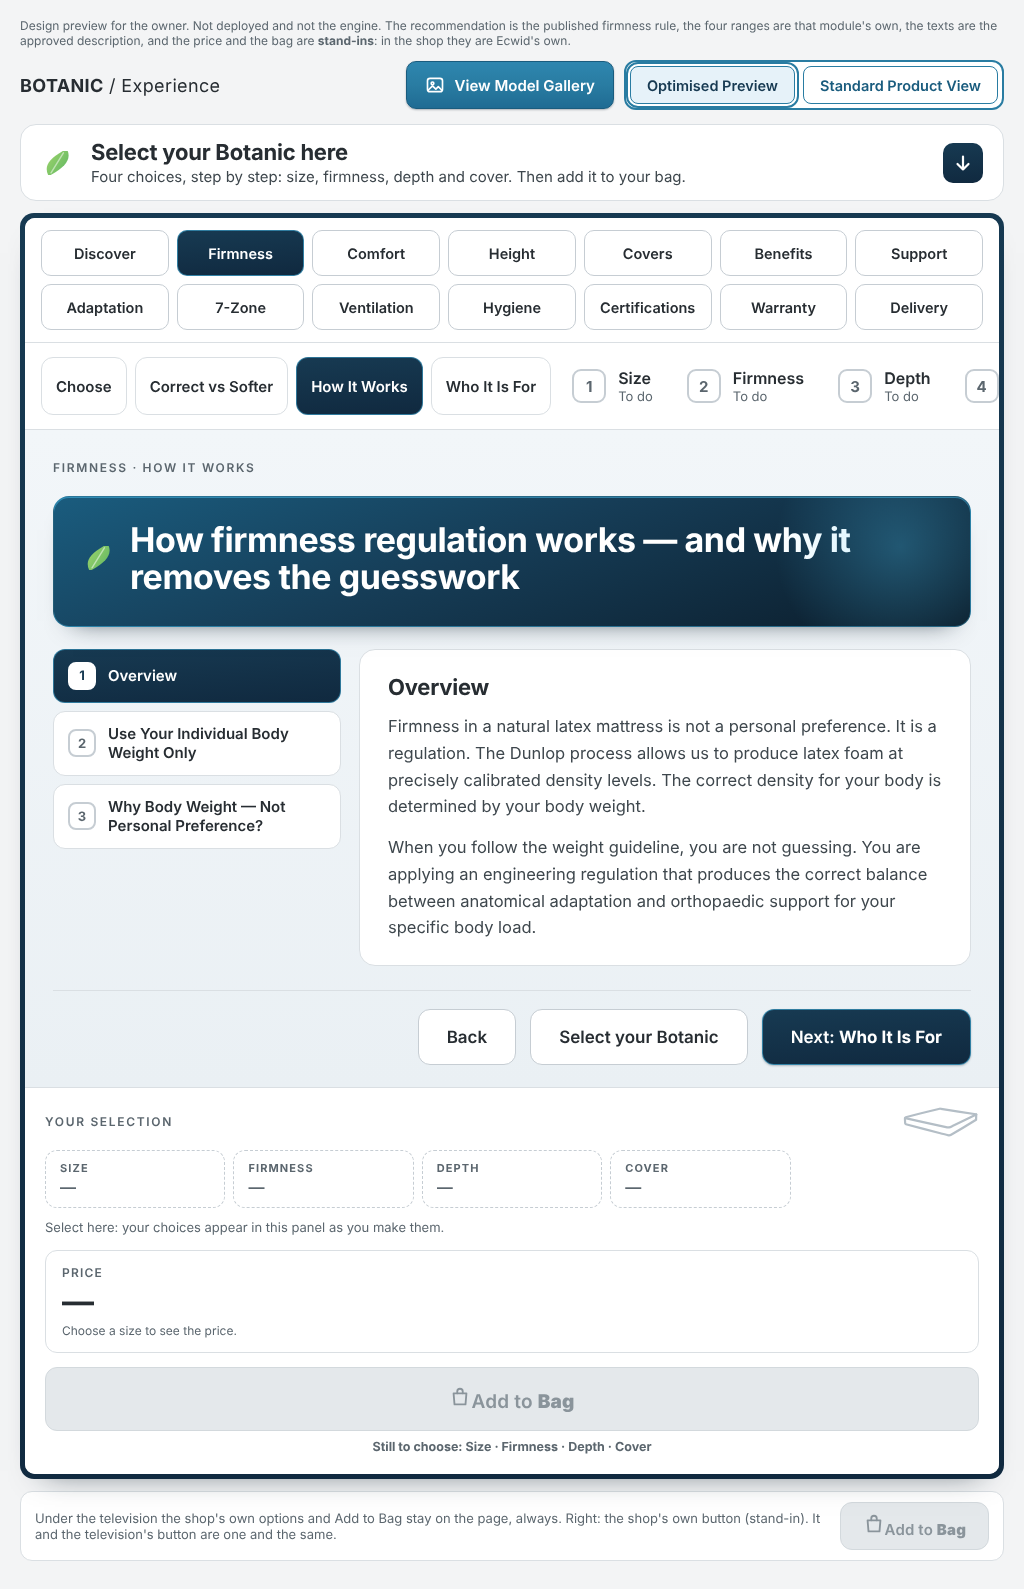 Design preview for the owner. Not deployed and not the engine. The recommendation is the published firmness rule, the four ranges are that module's own, the texts are the
approved description, and the price and the bag are stand-ins: in the shop they are Ecwid's own.
BOTANIC / Experience
View Model Gallery
Optimised Preview
Standard Product View
Select your Botanic here
Four choices, step by step: size, firmness, depth and cover. Then add it to your bag.
Discover
Firmness
Comfort
Height
Covers
Benefits
Support
Adaptation
7-Zone
Ventilation
Hygiene
Certifications
Warranty
Delivery
Choose
Correct vs Softer
How It Works
Who It Is For
1
Size
To do
2
Firmness
To do
3
Depth
To do
4
FIRMNESS · HOW IT WORKS
How firmness regulation works — and why it
removes the guesswork
1
Overview
2
Use Your Individual Body
Weight Only
3
Why Body Weight — Not
Personal Preference?
Overview
Firmness in a natural latex mattress is not a personal preference. It is a
regulation. The Dunlop process allows us to produce latex foam at
precisely calibrated density levels. The correct density for your body is
determined by your body weight.
When you follow the weight guideline, you are not guessing. You are
applying an engineering regulation that produces the correct balance
between anatomical adaptation and orthopaedic support for your
specific body load.
Back
Select your Botanic
Next: Who It Is For
YOUR SELECTION
SIZE
—
FIRMNESS
—
DEPTH
—
COVER
—
Select here: your choices appear in this panel as you make them.
PRICE
—
Choose a size to see the price.
Add to Bag
Still to choose: Size · Firmness · Depth · Cover
Under the television the shop's own options and Add to Bag stay on the page, always. Right: the shop's own button (stand-in). It
and the television's button are one and the same.
Add to Bag